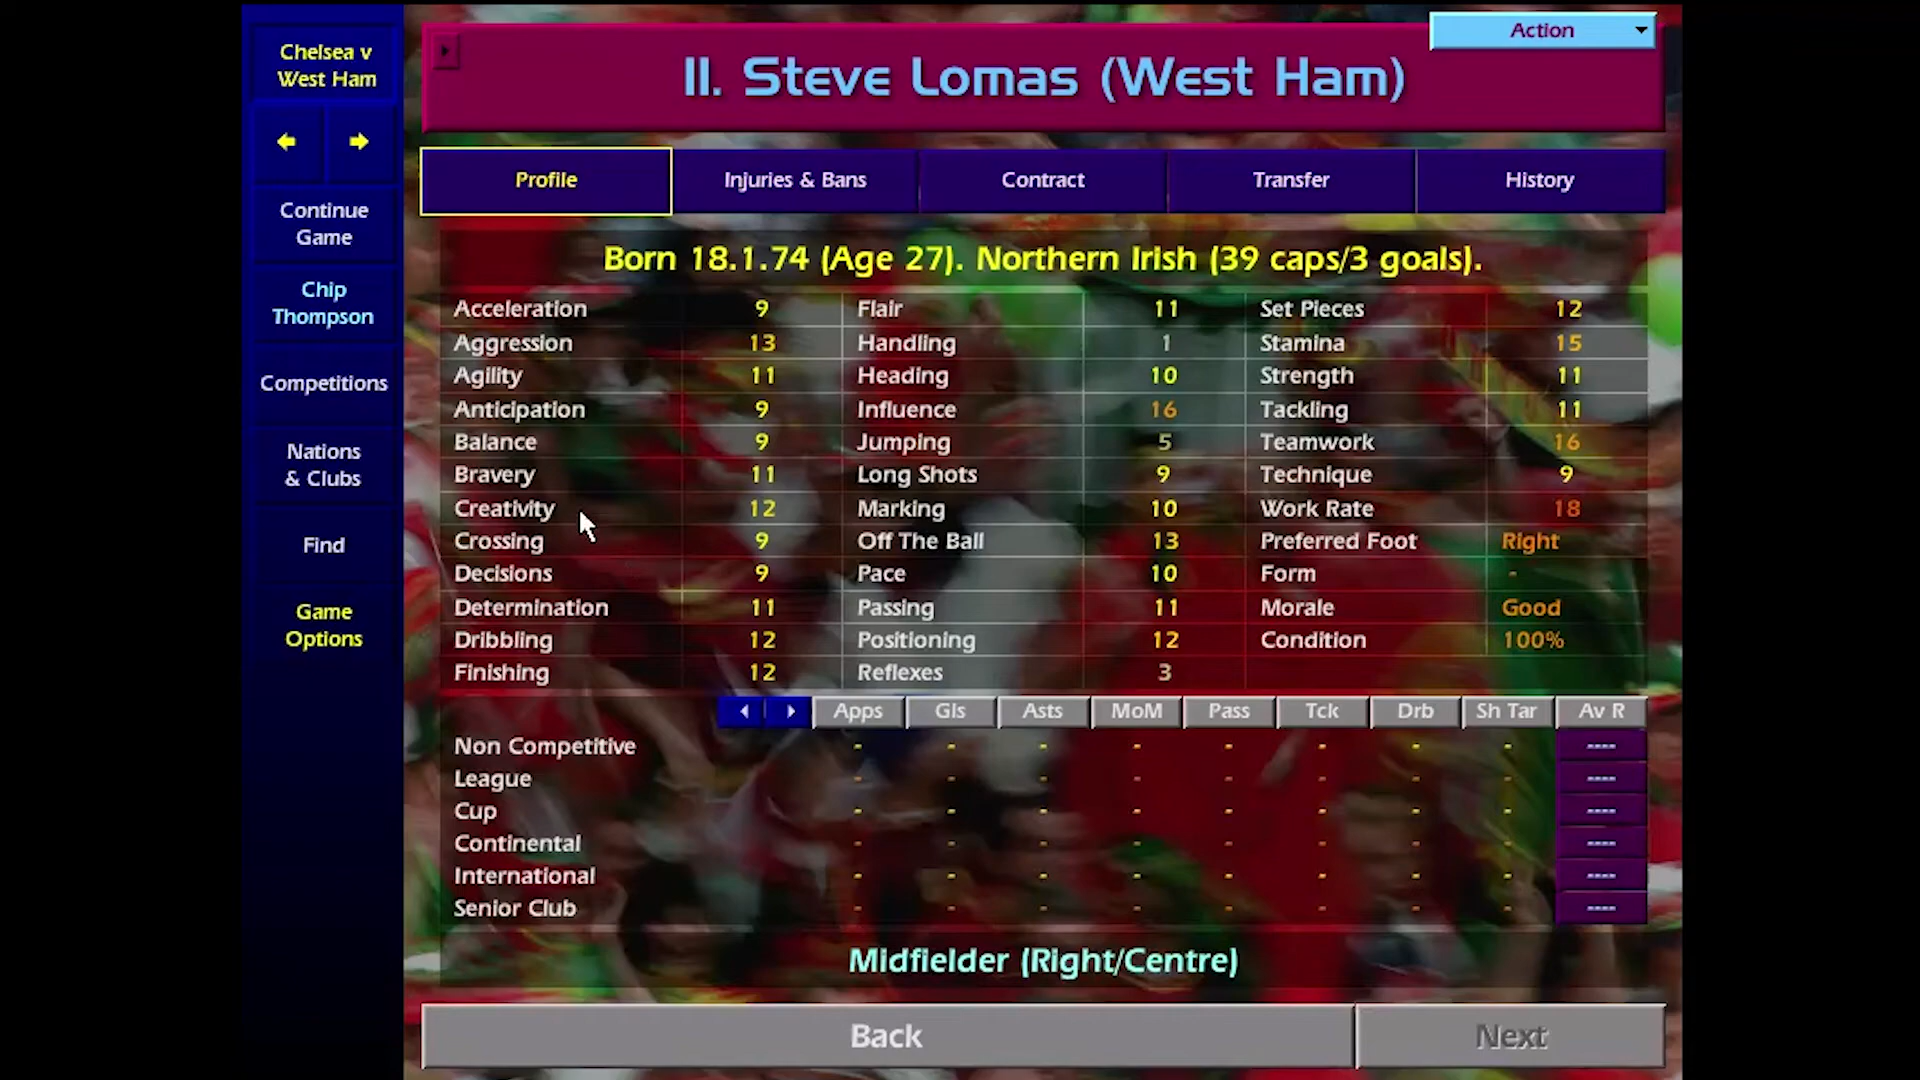 Chelsea v
West Ham
Continue
Game
Chip
Thompson
Competitions
Nations
& Clubs
Find
Game
Options
Action
11. Steve Lomas (West Ham)
Profile Injuries & Bans Contract Transfer History
Born 18.1.74 (Age 27). Northern Irish (39 caps/3 goals).
Acceleration 9 Flair 11 Set Pieces 12
Aggression 13 Handling 1 Stamina 15
Agility 11 Heading 10 Strength 11
Anticipation 9 Influence 16 Tackling 11
Balance 9 Jumping 5 Teamwork 16
Bravery 11 Long Shots 9 Technique 9
Creativity 12 Marking 10 Work Rate 18
Crossing 9 Off The Ball 13 Preferred Foot Right
Decisions 9 Pace 10 Form -
Determination 11 Passing 11 Morale Good
Dribbling 12 Positioning 12 Condition 100%
Finishing 12 Reflexes 3
Apps Gls Asts MoM Pass Tck Drb Sh Tar Av R
Non Competitive - - - - - - - - ----
League - - - - - - - - ----
Cup - - - - - - - - ----
Continental - - - - - - - - ----
International - - - - - - - - ----
Senior Club - - - - - - - - ----
Midfielder (Right/Centre)
Back Next